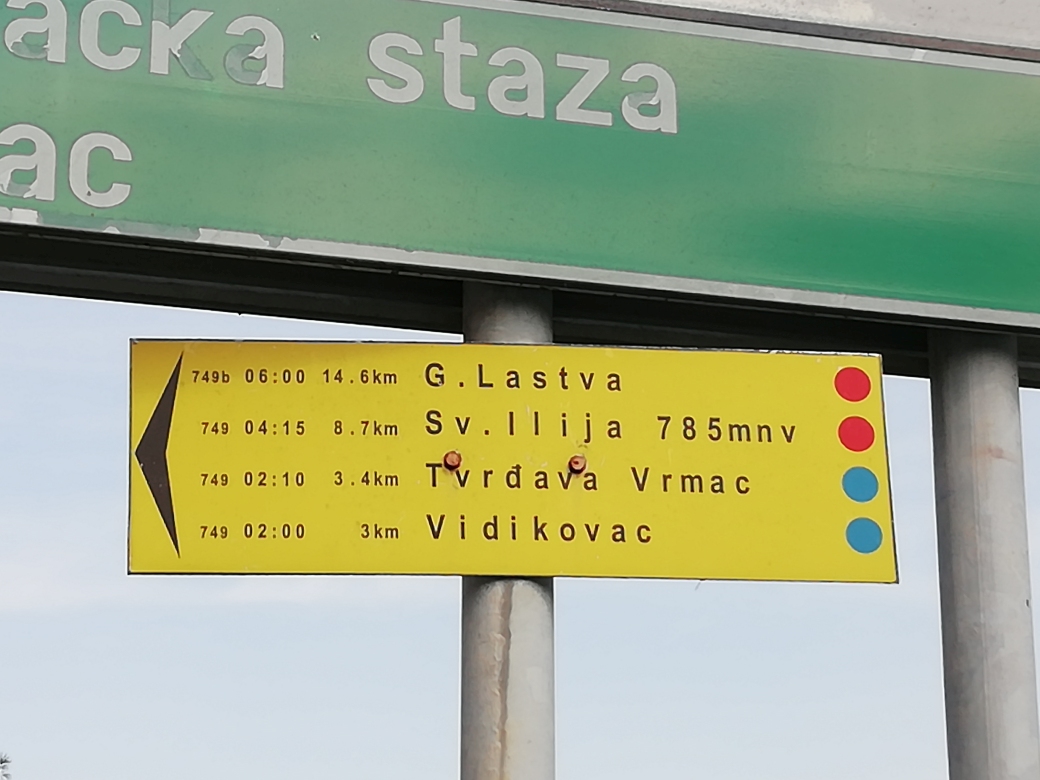 staza
749b 06:00 14.6km G.Lastva
749 04:15 8.7km Sv.Ilija 785mnv
749 02:10 3.4km Tvrđava Vrmac
749 02:00 3km Vidikovac